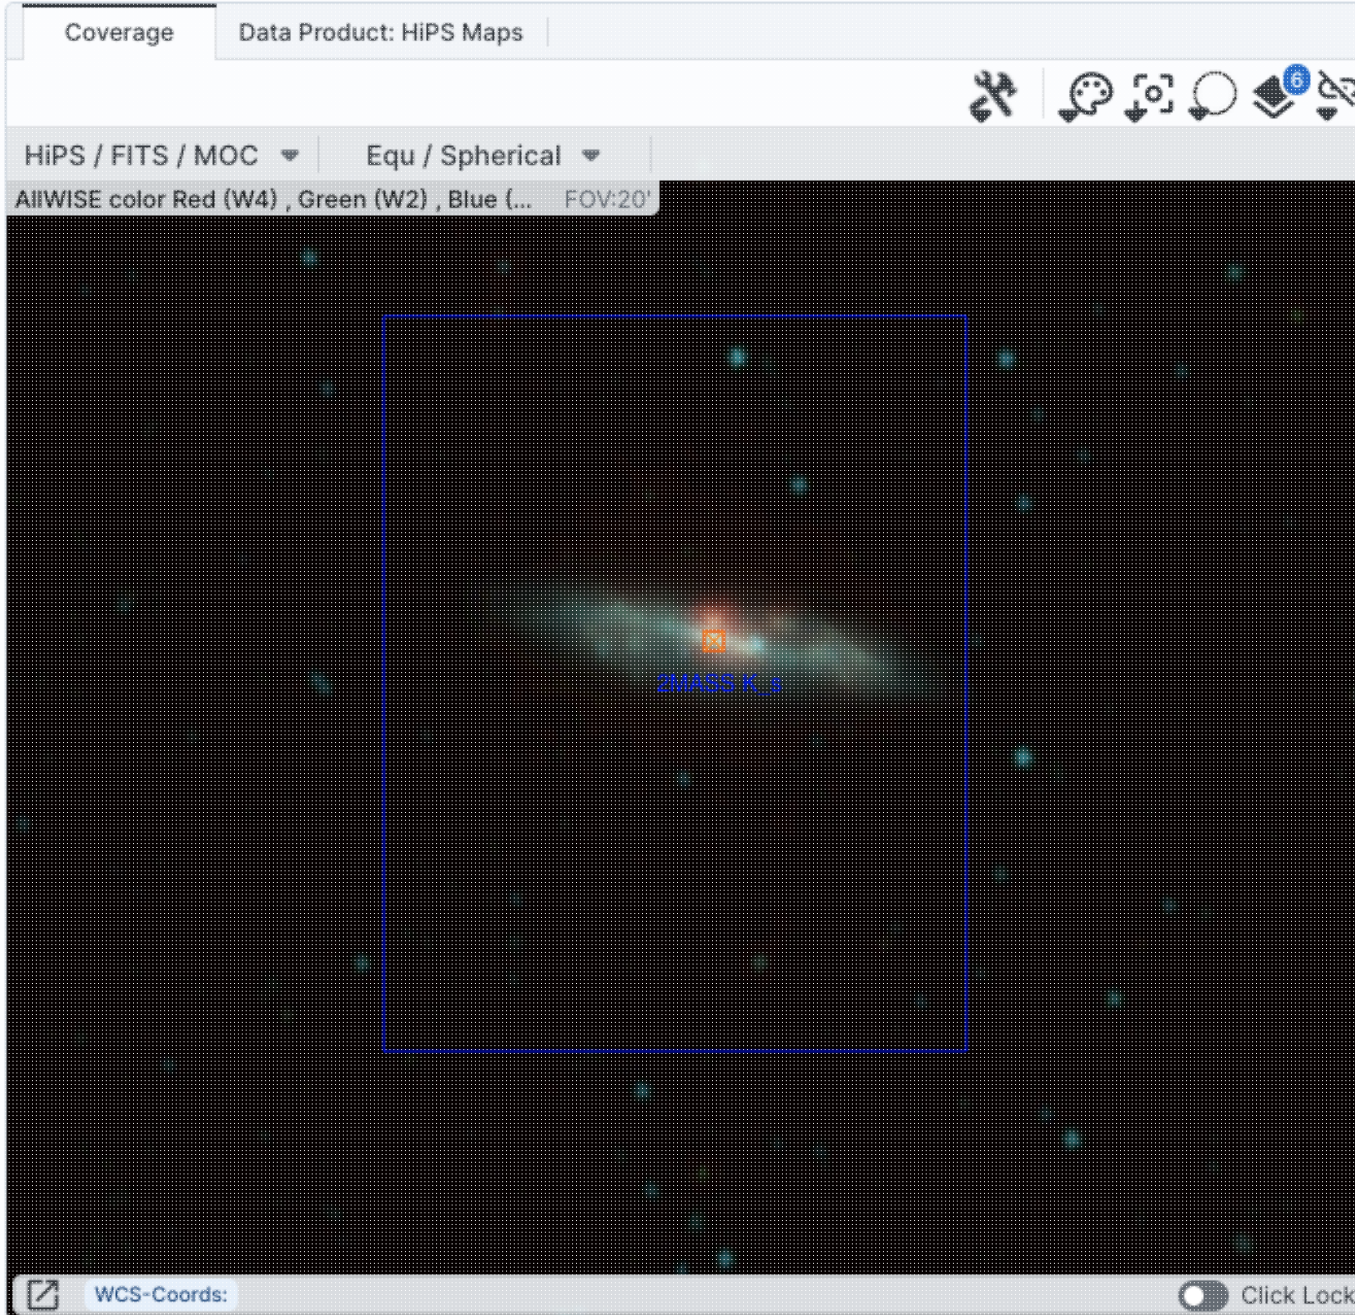 Coverage
Data Product: HiPS Maps
6
HiPS / FITS / MOC
Equ / Spherical
AllWISE color Red (W4) , Green (W2) , Blue (...
FOV:20'
2MASS K_s
WCS-Coords:
Click Lock